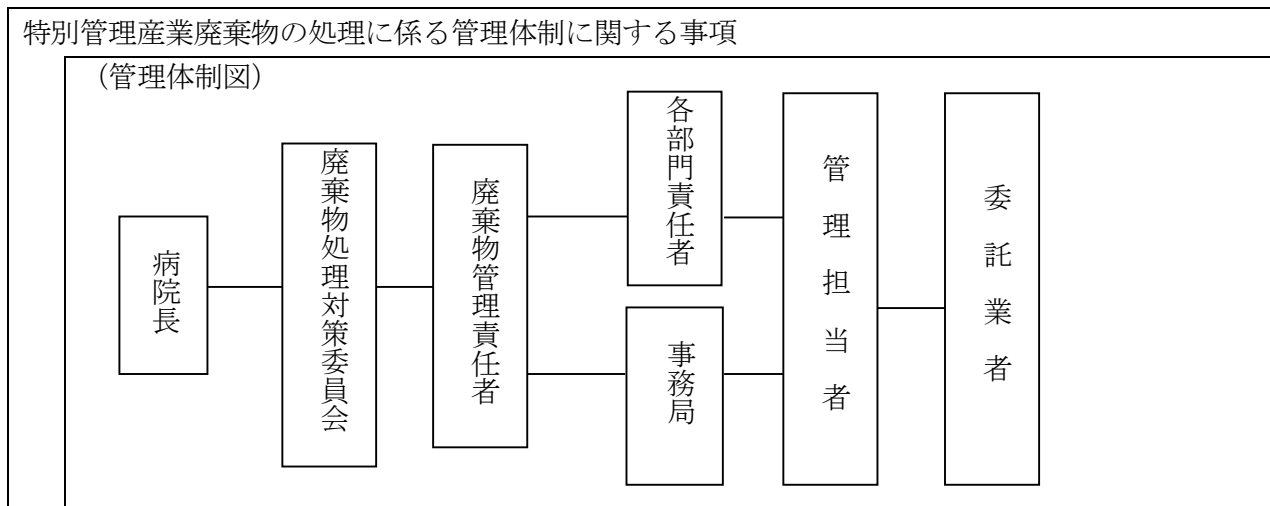 特別管理産業廃棄物の処理に係る管理体制に関する事項
（管理体制図）
病院長
廃棄物処理対策委員会
廃棄物管理責任者
各部門責任者
事務局
管理担当者
委託業者